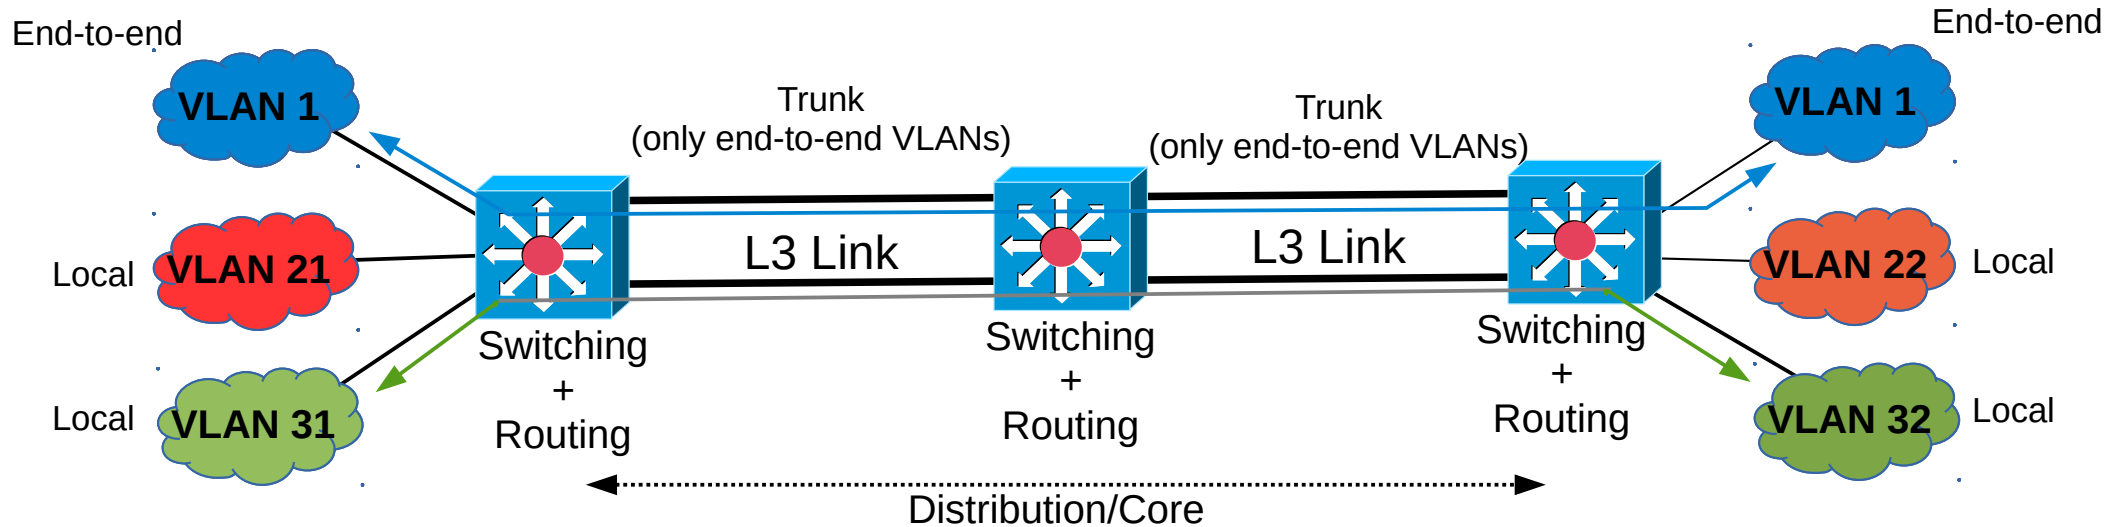 End-to-end
End-to-end
VLAN 1
Trunk
(only end-to-end VLANs)
Trunk
(only end-to-end VLANs)
VLAN 1
Local
VLAN 21
L3 Link
L3 Link
VLAN 22
Local
Local
VLAN 31
Switching
+
Routing
Switching
+
Routing
Switching
+
Routing
VLAN 32
Local
Distribution/Core